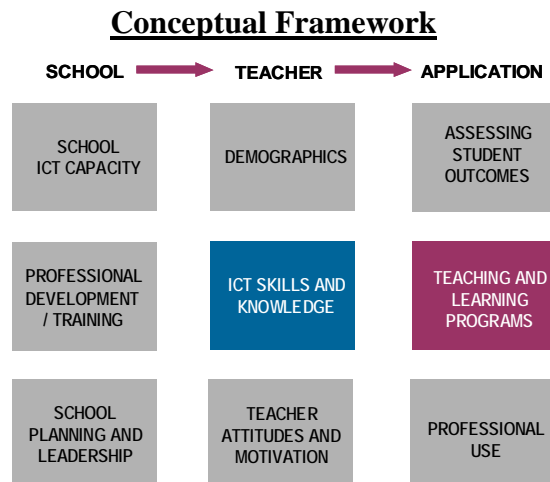 Conceptual Framework
SCHOOL TEACHER APPLICATION
SCHOOL
ICT CAPACITY
DEMOGRAPHICS
ASSESSING
STUDENT
OUTCOMES
PROFESSIONAL
DEVELOPMENT
/ TRAINING
ICT SKILLS AND
KNOWLEDGE
TEACHING AND
LEARNING
PROGRAMS
SCHOOL
PLANNING AND
LEADERSHIP
TEACHER
ATTITUDES AND
MOTIVATION
PROFESSIONAL
USE